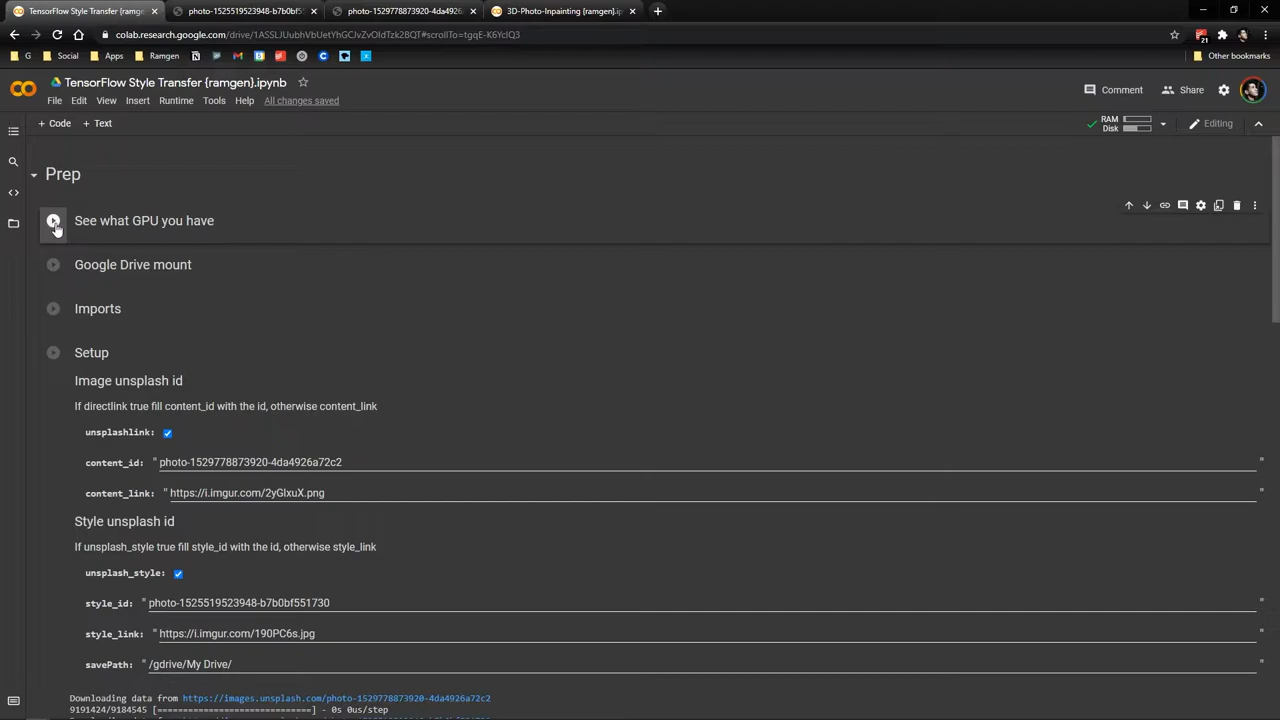 TensorFlow Style Transfer {ramgen}
photo-1525519523948-b7b0bf55
photo-1529778873920-4da4926
3D-Photo-Inpainting {ramgen}.ip
colab.research.google.com/drive/1ASSLJUubhVbUetYhGCJvZvOIdTzk2BQT#scrollTo=tgqE-K6YcIQ3
21
G Social Apps Ramgen Other bookmarks
TensorFlow Style Transfer {ramgen}.ipynb
Comment Share
File Edit View Insert Runtime Tools Help All changes saved
+ Code + Text
RAM
Disk
Editing
Prep
See what GPU you have
Google Drive mount
Imports
Setup
Image unsplash id
If directlink true fill content_id with the id, otherwise content_link
unsplashlink:
content_id: "photo-1529778873920-4da4926a72c2"
content_link: "https://i.imgur.com/2yGlxuX.png"
Style unsplash id
If unsplash_style true fill style_id with the id, otherwise style_link
unsplash_style:
style_id: "photo-1525519523948-b7b0bf551730"
style_link: "https://i.imgur.com/190PC6s.jpg"
savePath: "/gdrive/My Drive/"
Downloading data from https://images.unsplash.com/photo-1529778873920-4da4926a72c2
9191424/9184545 [==============================] - 0s 0us/step